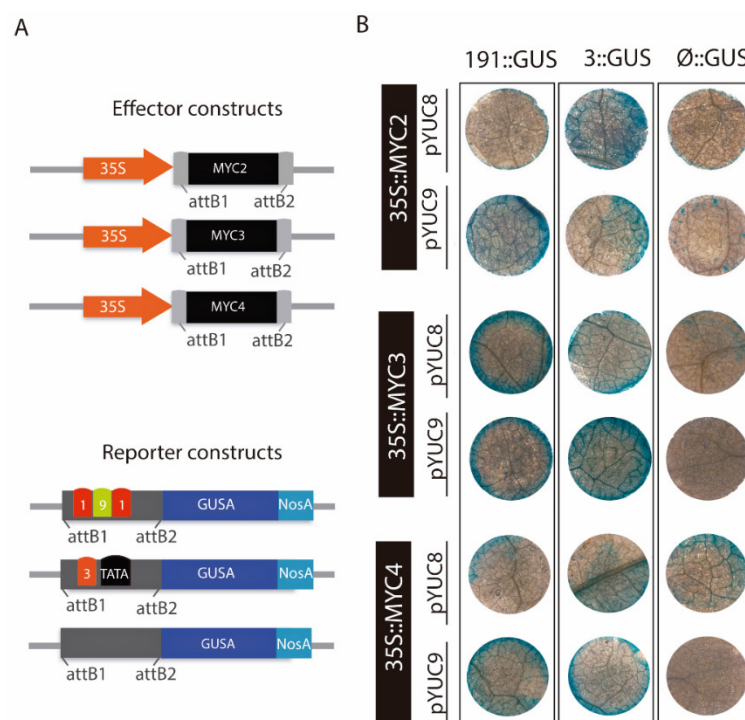 A
Effector constructs
35S MYC2
attB1 attB2
35S MYC3
attB1 attB2
35S MYC4
attB1 attB2
Reporter constructs
1 9 1 GUSA NosA
attB1 attB2
3 TATA GUSA NosA
attB1 attB2
GUSA NosA
attB1 attB2
B
191::GUS 3::GUS Ø::GUS
35S::MYC2
pYUC8
pYUC9
35S::MYC3
pYUC8
pYUC9
35S::MYC4
pYUC8
pYUC9